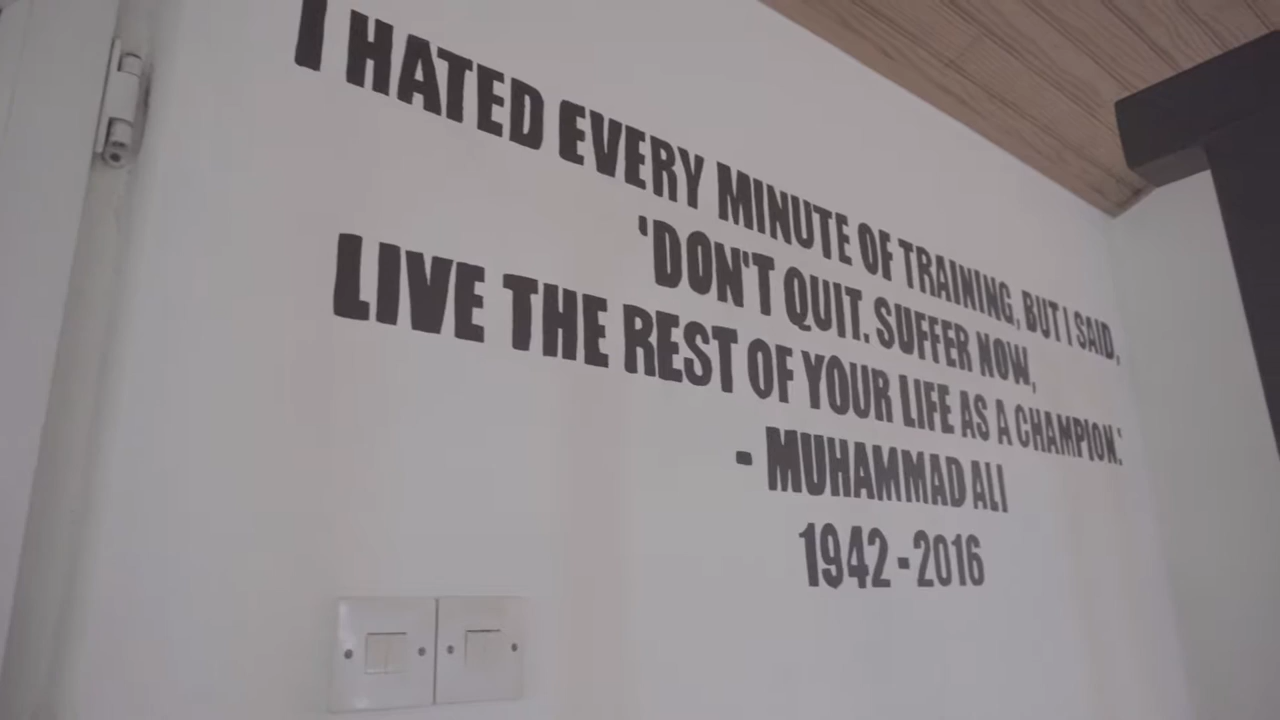 I HATED EVERY MINUTE OF TRAINING, BUT I SAID,
'DON'T QUIT. SUFFER NOW,
LIVE THE REST OF YOUR LIFE AS A CHAMPION.'
- MUHAMMAD ALI
1942-2016